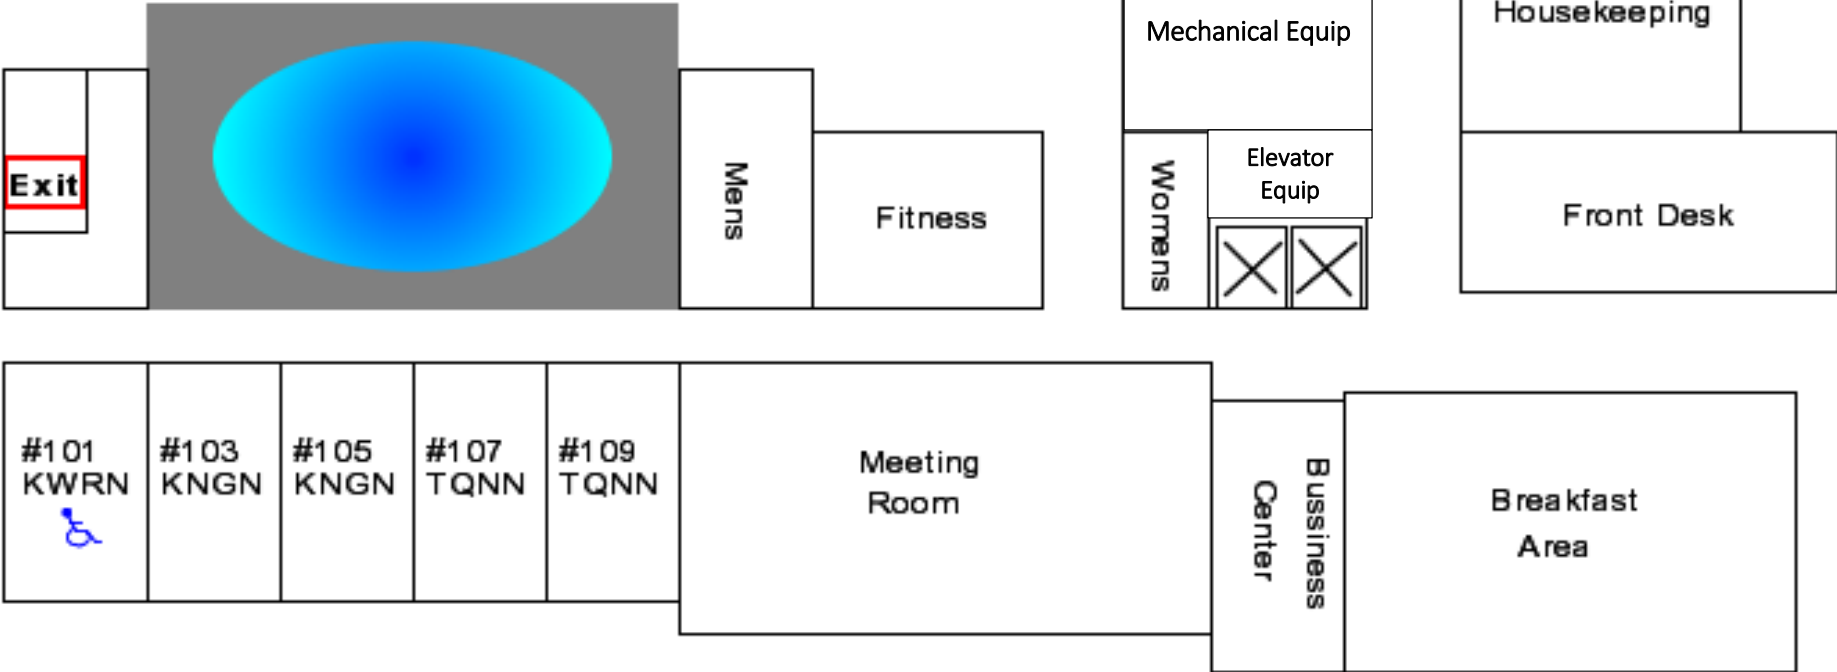 Housekeeping
Mechanical Equip
Exit
Mens
Fitness
Womens
Elevator
Equip
Front Desk
#101
KWRN
#103
KNGN
#105
KNGN
#107
TQNN
#109
TQNN
Meeting
Room
Bussiness
Center
Breakfast
Area